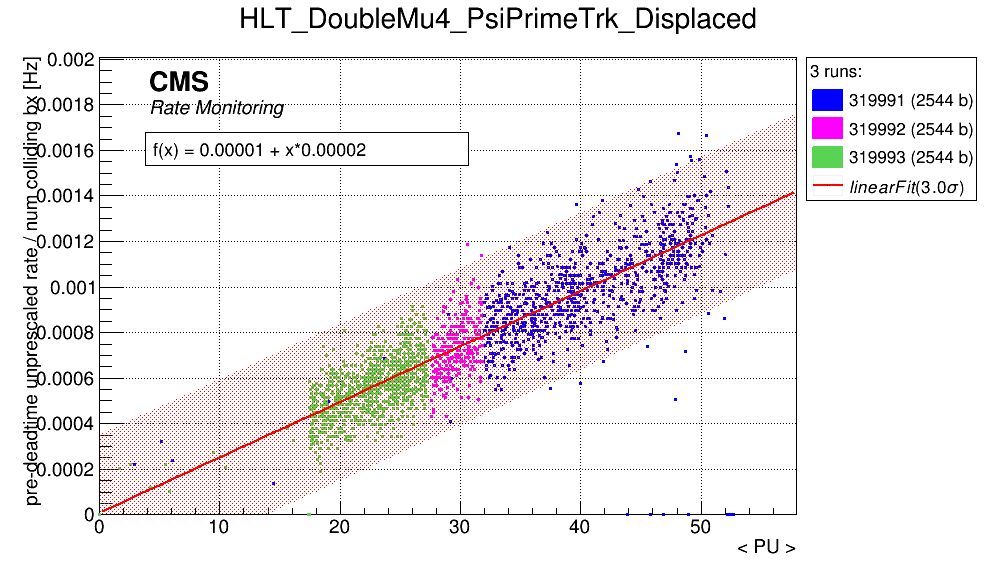 HLT_DoubleMu4_PsiPrimeTrk_Displaced
pre-deadtime unprescaled rate / num colliding bx [Hz]
0.002
0.0018
0.0016
0.0014
0.0012
0.001
0.0008
0.0006
0.0004
0.0002
0
CMS
Rate Monitoring
f(x) = 0.00001 + x*0.00002
0 10 20 30 40 50
< PU >
3 runs:
319991 (2544 b)
319992 (2544 b)
319993 (2544 b)
linearFit(3.0σ)